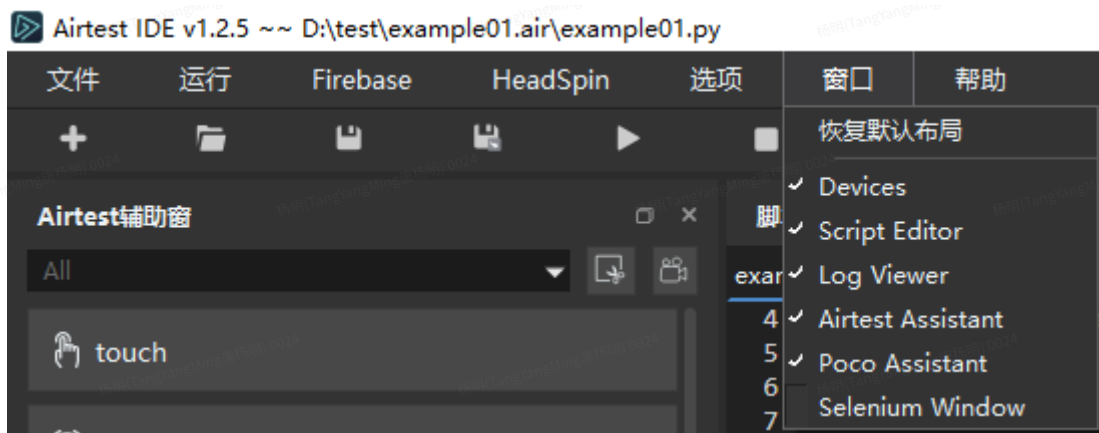 Airtest IDE v1.2.5 ~~ D:\test\example01.air\example01.py
文件 运行 Firebase HeadSpin 选项 窗口 帮助
恢复默认布局
Devices
Script Editor
Log Viewer
Airtest Assistant
Poco Assistant
Selenium Window
Airtest辅助窗
All
touch
脚
exar
4
5
6
7